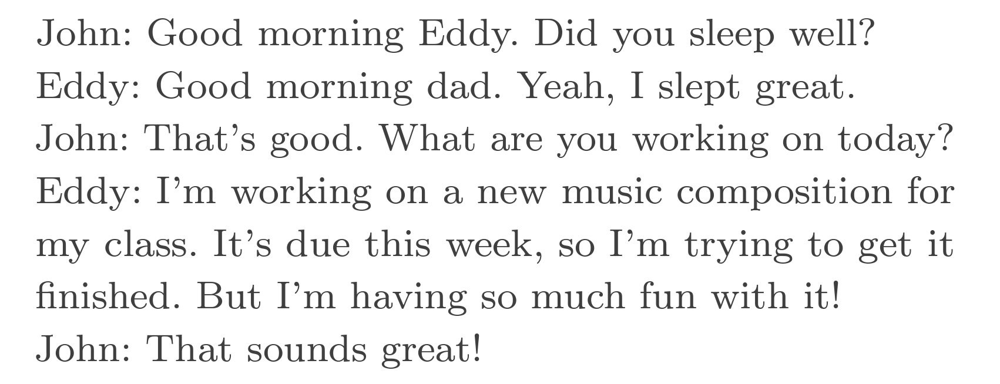 John: Good morning Eddy. Did you sleep well?
Eddy: Good morning dad. Yeah, I slept great.
John: That’s good. What are you working on today?
Eddy: I’m working on a new music composition for
my class. It’s due this week, so I’m trying to get it
finished. But I’m having so much fun with it!
John: That sounds great!